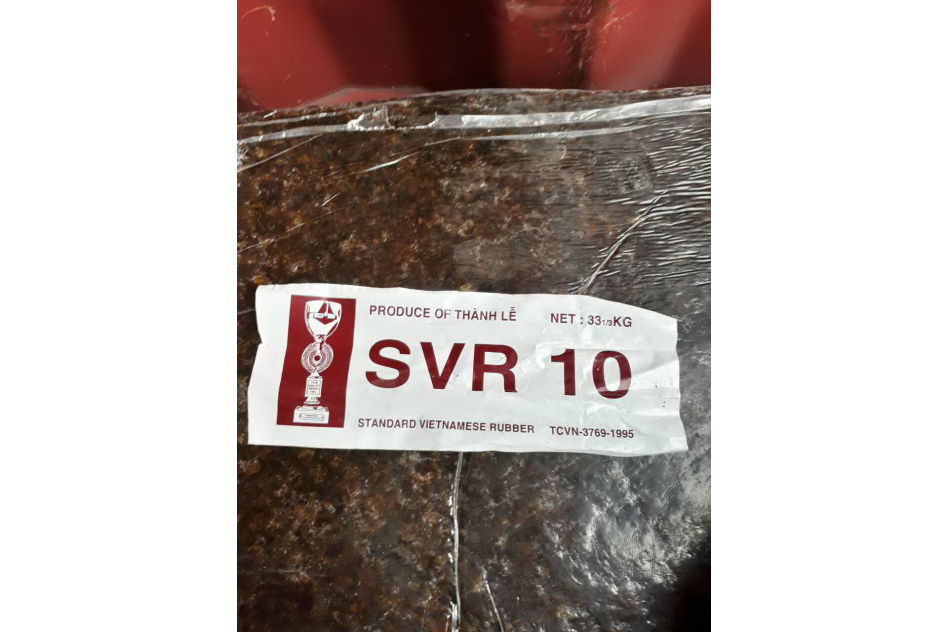 PRODUCE OF THÀNH LỄ NET : 33 1/3 KG
SVR 10
STANDARD VIETNAMESE RUBBER TCVN-3769-1995